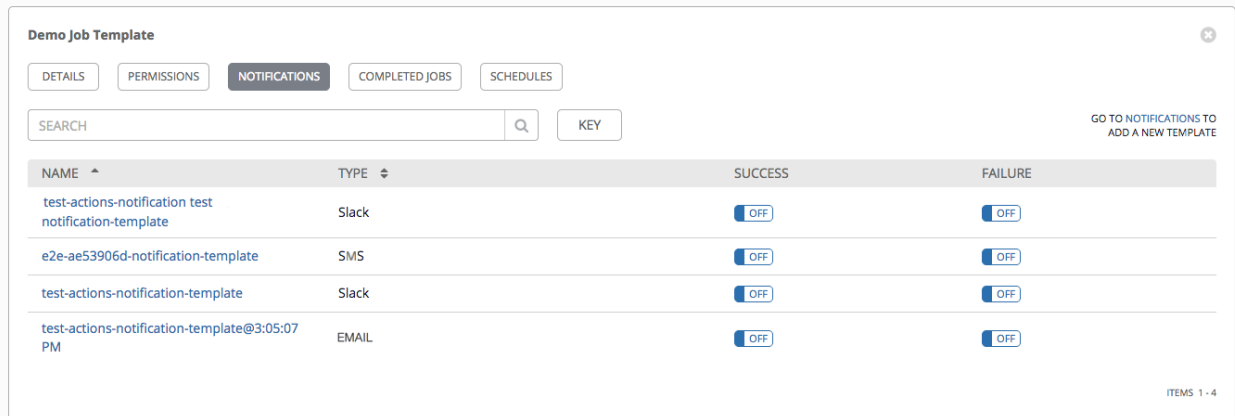 Demo Job Template
DETAILS PERMISSIONS NOTIFICATIONS COMPLETED JOBS SCHEDULES
SEARCH KEY
GO TO NOTIFICATIONS TO
ADD A NEW TEMPLATE
NAME TYPE SUCCESS FAILURE
test-actions-notification test
notification-template
Slack OFF OFF
e2e-ae53906d-notification-template SMS OFF OFF
test-actions-notification-template Slack OFF OFF
test-actions-notification-template@3:05:07
PM
EMAIL OFF OFF
ITEMS 1 - 4